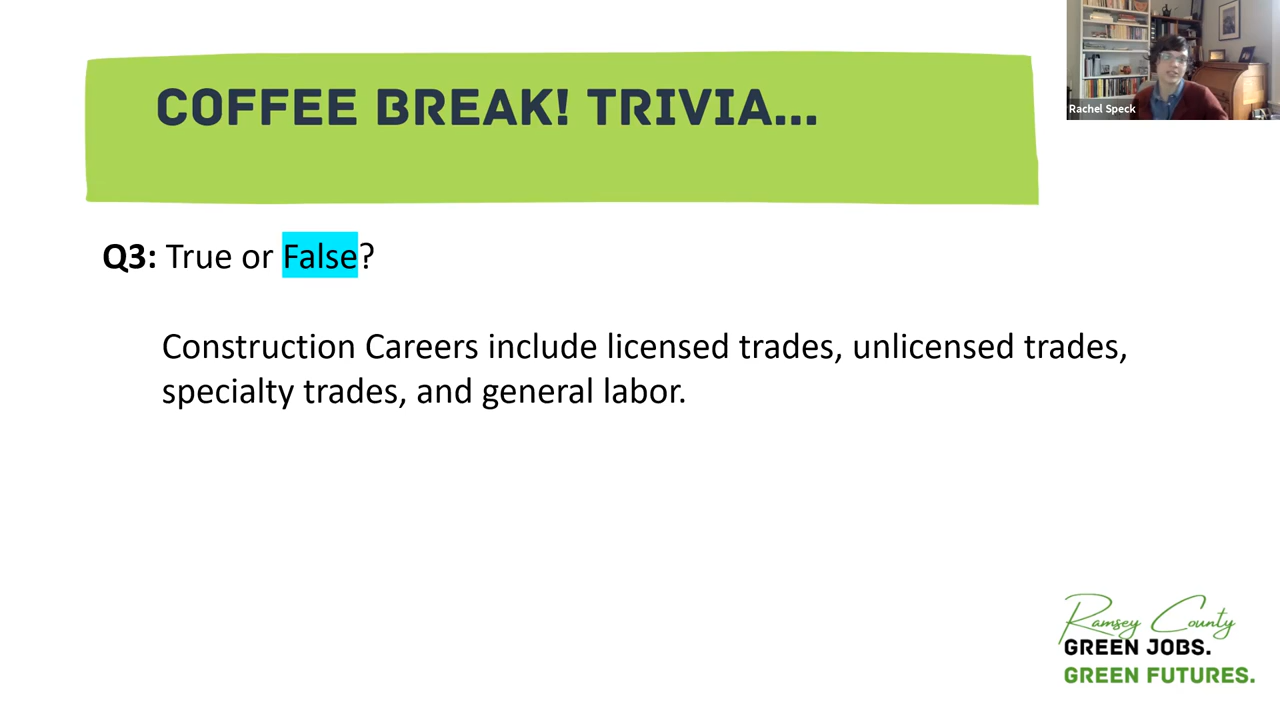 COFFEE BREAK! TRIVIA...
Rachel Speck
Q3: True or False?
Construction Careers include licensed trades, unlicensed trades,
specialty trades, and general labor.
Ramsey County
GREEN JOBS.
GREEN FUTURES.